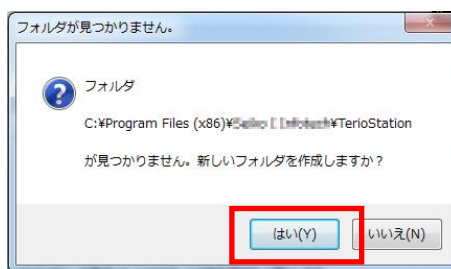 フォルダが見つかりません。
フォルダ
C:¥Program Files (x86)¥ ¥TerioStation
が見つかりません。新しいフォルダを作成しますか?
はい(Y)
いいえ(N)